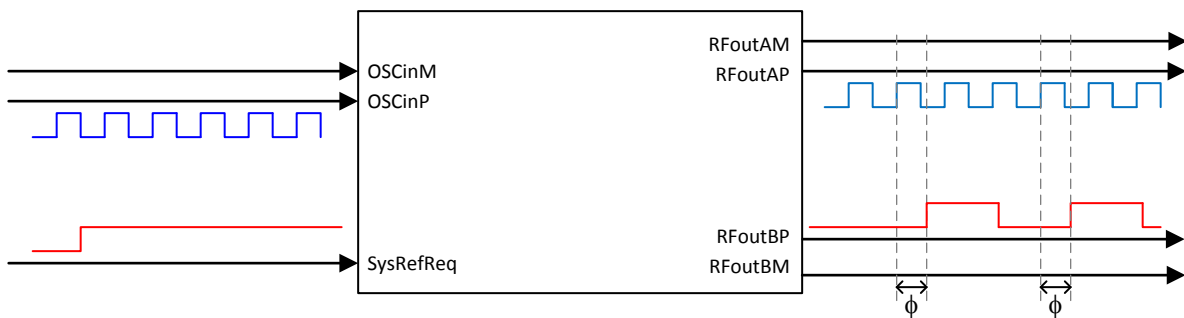 RFoutAM
OSCinM
RFoutAP
OSCinP
RFoutBP
SysRefReq
RFoutBM
ϕ ϕ